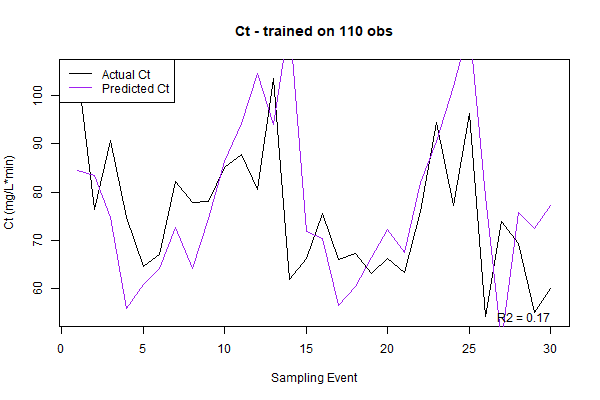 Ct - trained on 110 obs
Actual Ct
Predicted Ct
Ct (mg/L*min)
100
90
80
70
60
R2 = 0.17
0 5 10 15 20 25 30
Sampling Event